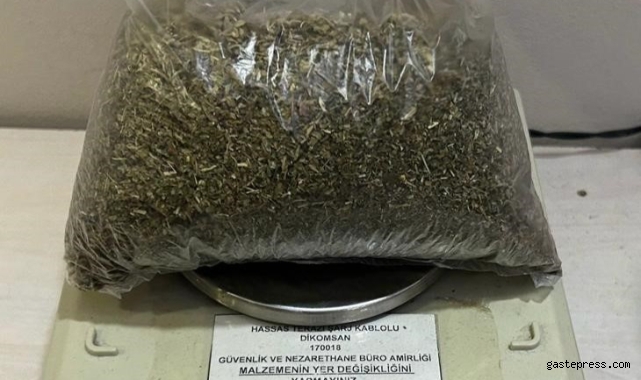 HASSAS TERAZİ ŞARJ KABLOLU *
DİKOMSAN
170018
GÜVENLİK VE NEZARETHANE BÜRO AMİRLİĞİ
MALZEMENİN YER DEĞİŞİKLİĞİNİ
YAPMAYINIZ
gastepress.com